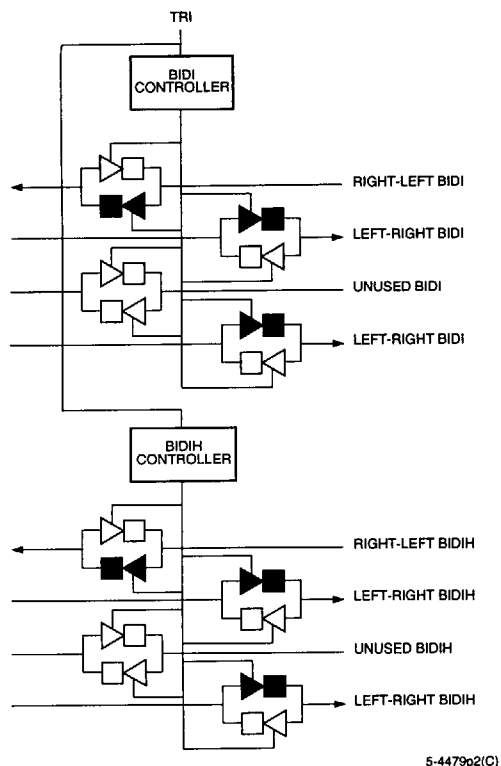 TRI
BIDI
CONTROLLER
RIGHT-LEFT BIDI
LEFT-RIGHT BIDI
UNUSED BIDI
LEFT-RIGHT BIDI
BIDIH
CONTROLLER
RIGHT-LEFT BIDIH
LEFT-RIGHT BIDIH
UNUSED BIDIH
LEFT-RIGHT BIDIH
5-4479p2(C)